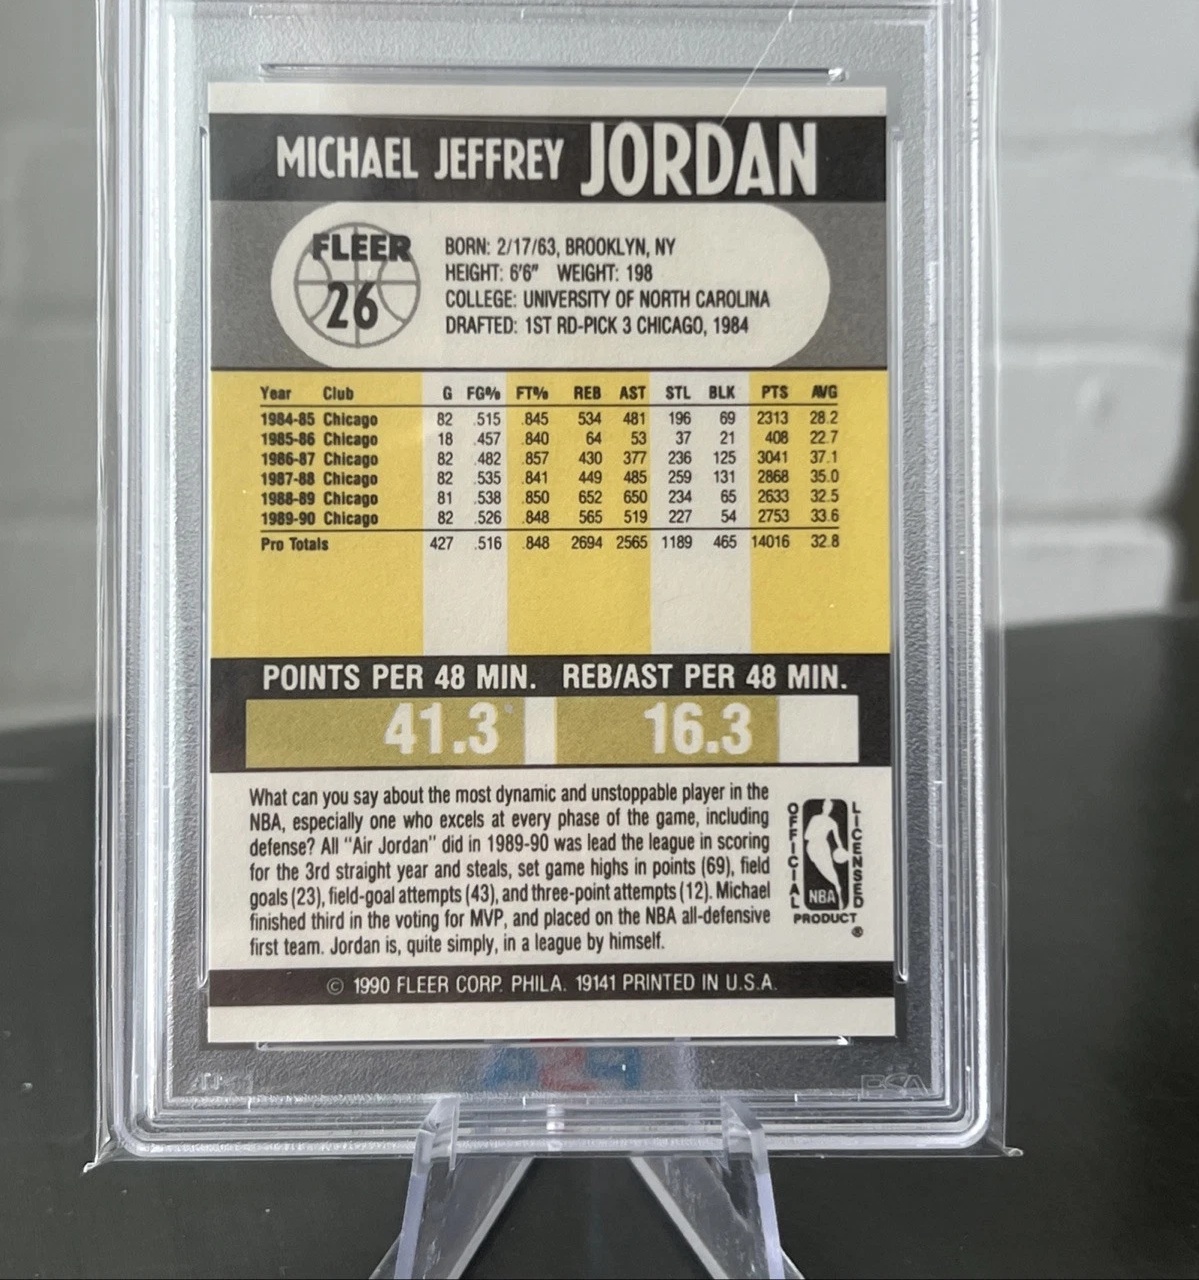 MICHAEL JEFFREY JORDAN
FLEER
26
BORN: 2/17/63, BROOKLYN, NY
HEIGHT: 6'6" WEIGHT: 198
COLLEGE: UNIVERSITY OF NORTH CAROLINA
DRAFTED: 1ST RD-PICK 3 CHICAGO, 1984
Year Club G FG% FT% REB AST STL BLK PTS AVG
1984-85 Chicago 82 .515 .845 534 481 196 69 2313 28.2
1985-86 Chicago 18 .457 .840 64 53 37 21 408 22.7
1986-87 Chicago 82 .482 .857 430 377 236 125 3041 37.1
1987-88 Chicago 82 .535 .841 449 485 259 131 2868 35.0
1988-89 Chicago 81 .538 .850 652 650 234 65 2633 32.5
1989-90 Chicago 82 .526 .848 565 519 227 54 2753 33.6
Pro Totals 427 .516 .848 2694 2565 1189 465 14016 32.8
POINTS PER 48 MIN. REB/AST PER 48 MIN.
41.3 16.3
What can you say about the most dynamic and unstoppable player in the
NBA, especially one who excels at every phase of the game, including
defense? All "Air Jordan" did in 1989-90 was lead the league in scoring
for the 3rd straight year and steals, set game highs in points (69), field
goals (23), field-goal attempts (43), and three-point attempts (12). Michael
finished third in the voting for MVP, and placed on the NBA all-defensive
first team. Jordan is, quite simply, in a league by himself.
OFFICIAL
LICENSED
NBA
PRODUCT
®
© 1990 FLEER CORP. PHILA. 19141 PRINTED IN U.S.A.
PSA